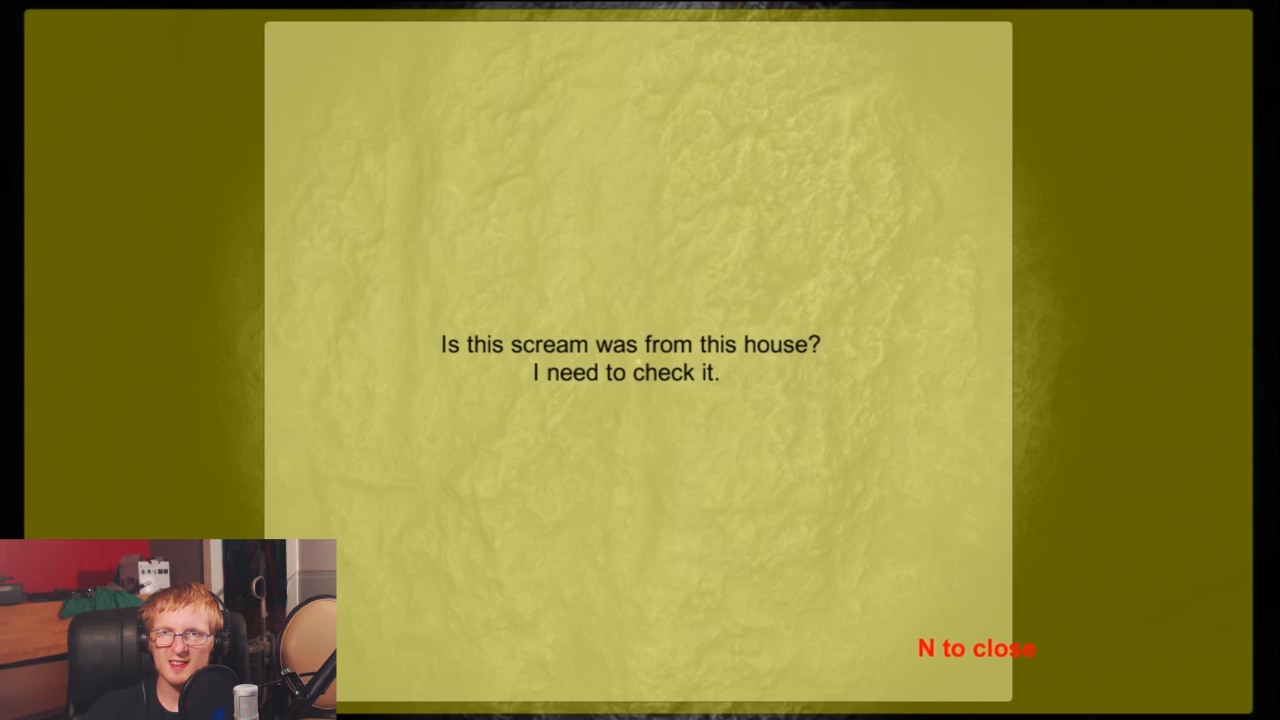 Is this scream was from this house?
I need to check it.
N to close